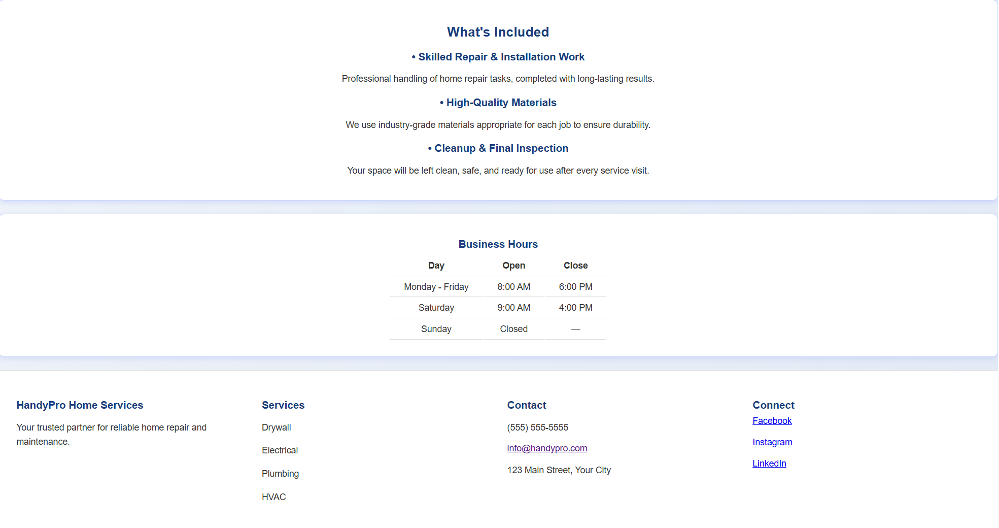 What's Included
• Skilled Repair & Installation Work
Professional handling of home repair tasks, completed with long-lasting results.
• High-Quality Materials
We use industry-grade materials appropriate for each job to ensure durability.
• Cleanup & Final Inspection
Your space will be left clean, safe, and ready for use after every service visit.
Business Hours
Day Open Close
Monday - Friday 8:00 AM 6:00 PM
Saturday 9:00 AM 4:00 PM
Sunday Closed —
HandyPro Home Services
Your trusted partner for reliable home repair and
maintenance.
Services
Drywall
Electrical
Plumbing
HVAC
Contact
(555) 555-5555
info@handypro.com
123 Main Street, Your City
Connect
Facebook
Instagram
LinkedIn